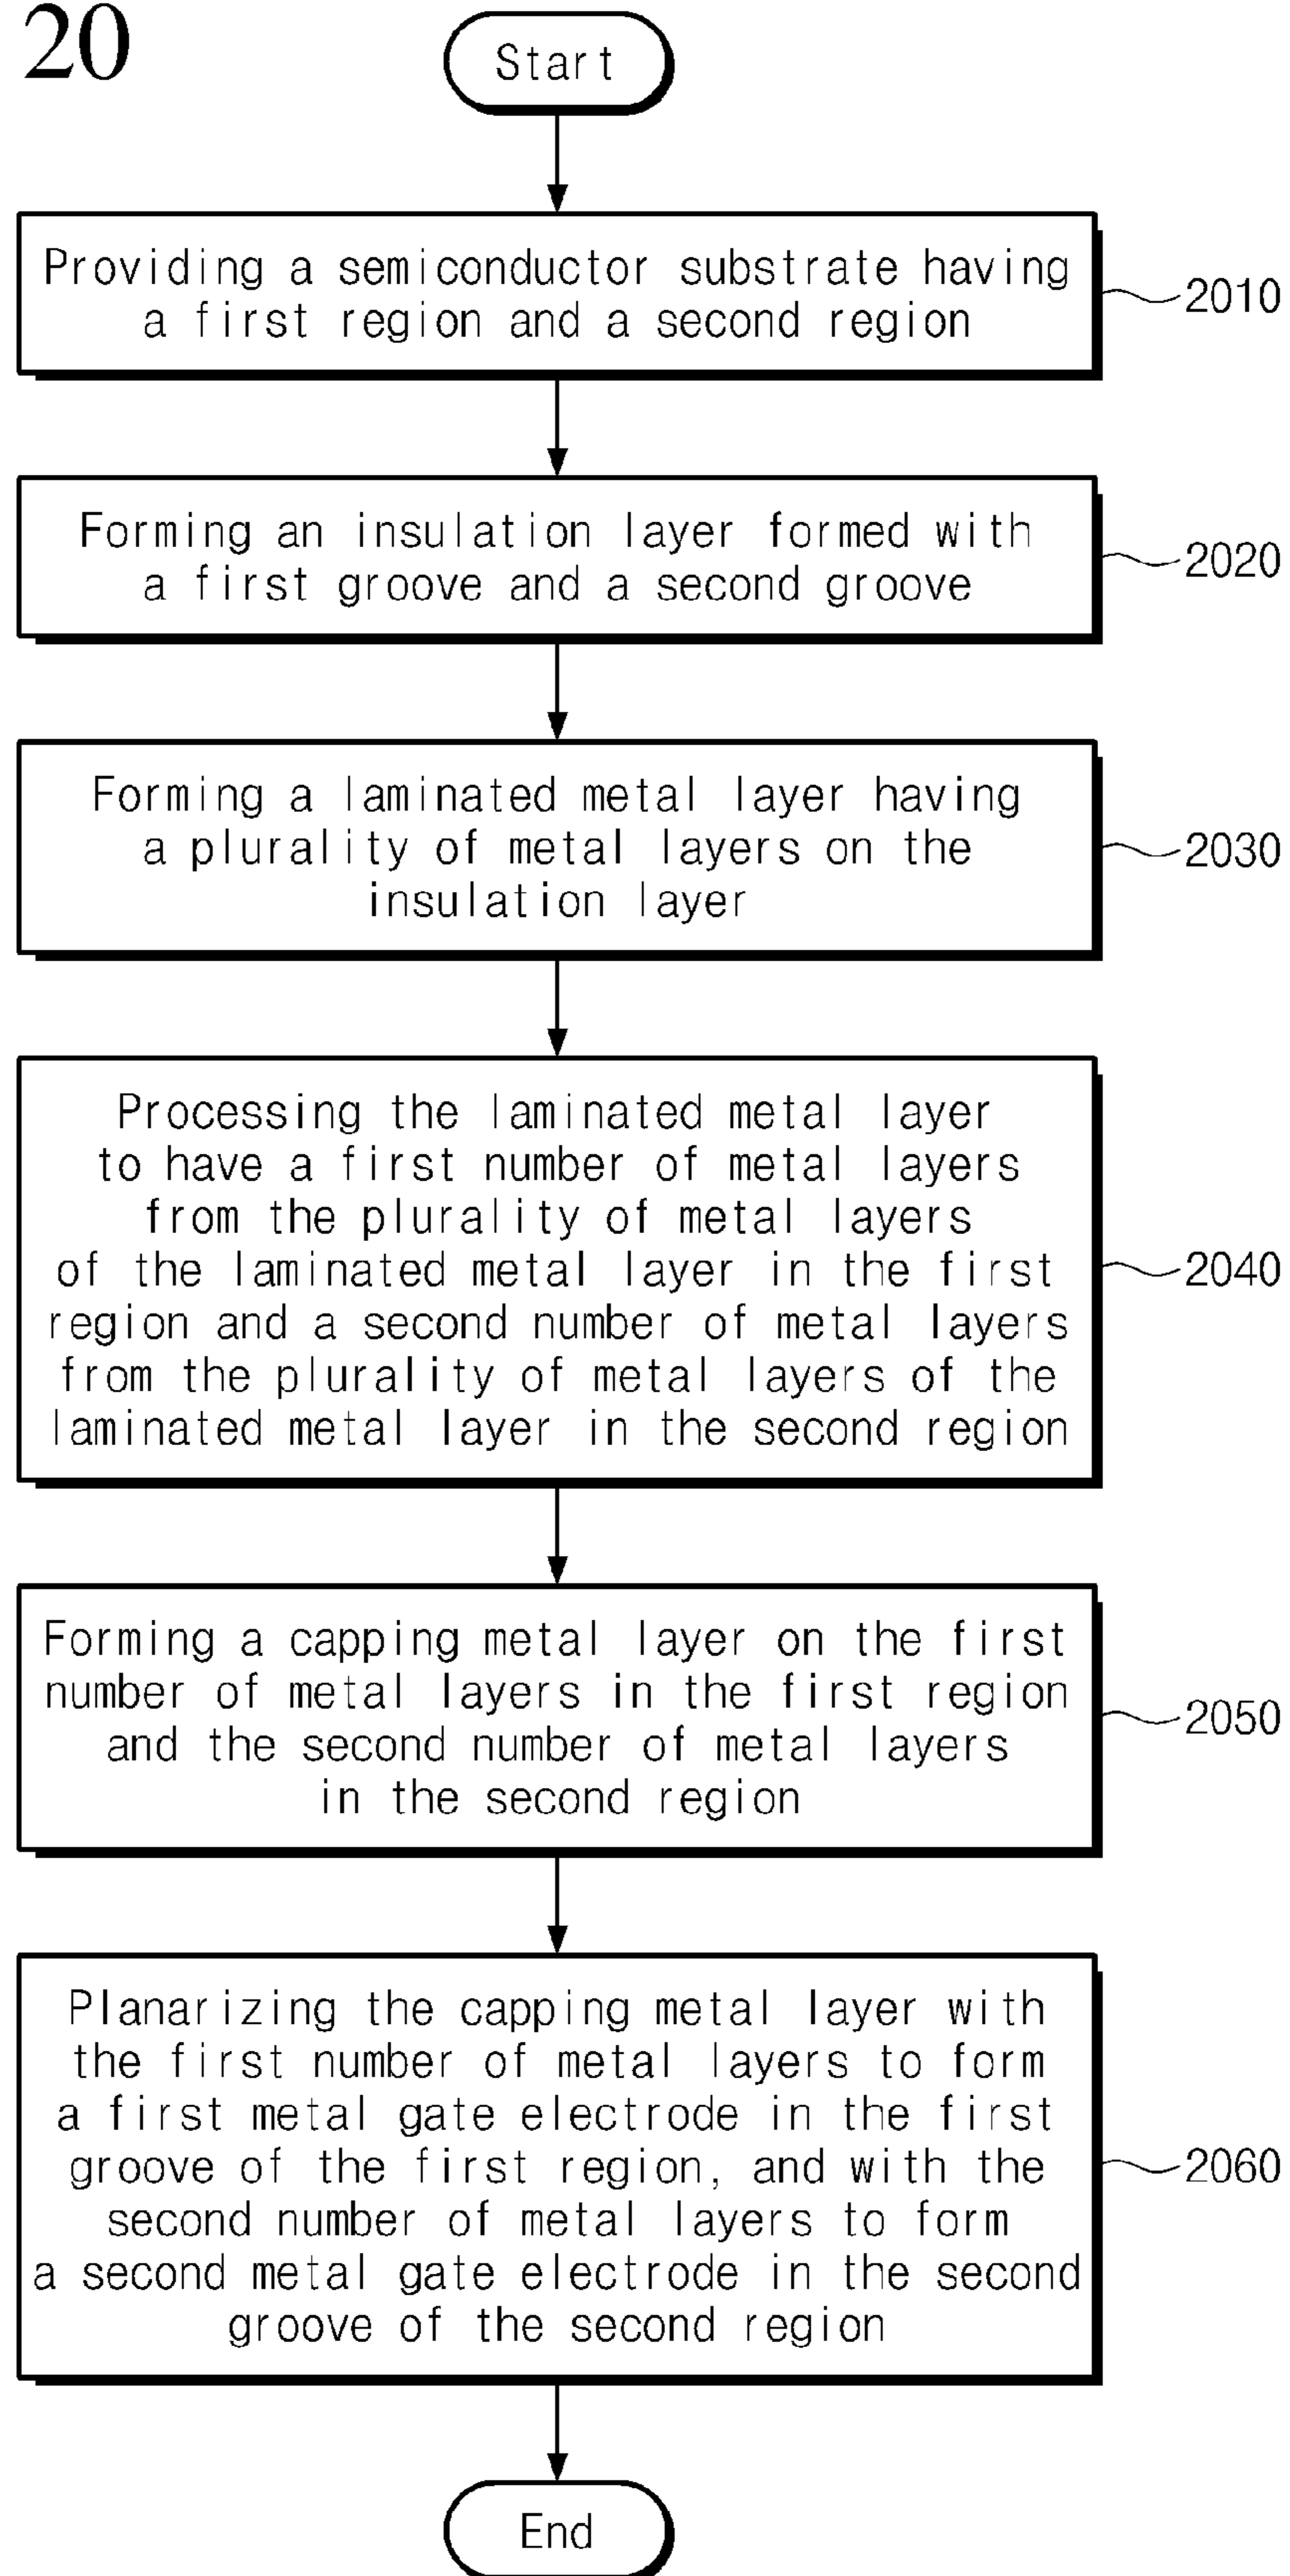 20
Start
Providing a semiconductor substrate having
a first region and a second region
2010
Forming an insulation layer formed with
a first groove and a second groove
2020
Forming a laminated metal layer having
a plurality of metal layers on the
insulation layer
2030
Processing the laminated metal layer
to have a first number of metal layers
from the plurality of metal layers
of the laminated metal layer in the first
region and a second number of metal layers
from the plurality of metal layers of the
laminated metal layer in the second region
2040
Forming a capping metal layer on the first
number of metal layers in the first region
and the second number of metal layers
in the second region
2050
Planarizing the capping metal layer with
the first number of metal layers to form
a first metal gate electrode in the first
groove of the first region, and with the
second number of metal layers to form
a second metal gate electrode in the second
groove of the second region
2060
End